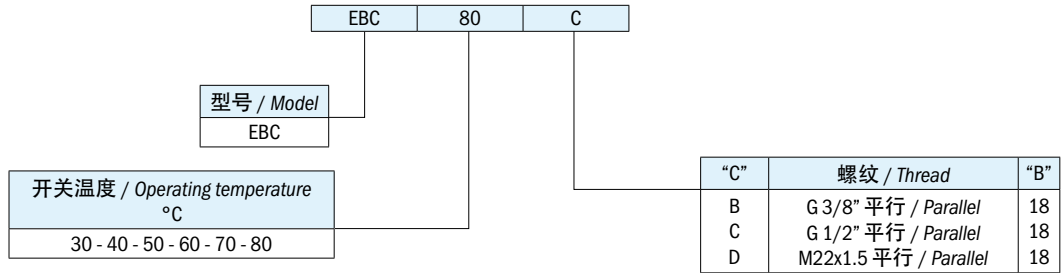 EBC 80 C
型号 / Model
EBC
开关温度 / Operating temperature
°C
30 - 40 - 50 - 60 - 70 - 80
“C” 螺纹 / Thread “B”
B G 3/8” 平行 / Parallel 18
C G 1/2” 平行 / Parallel 18
D M22x1.5 平行 / Parallel 18